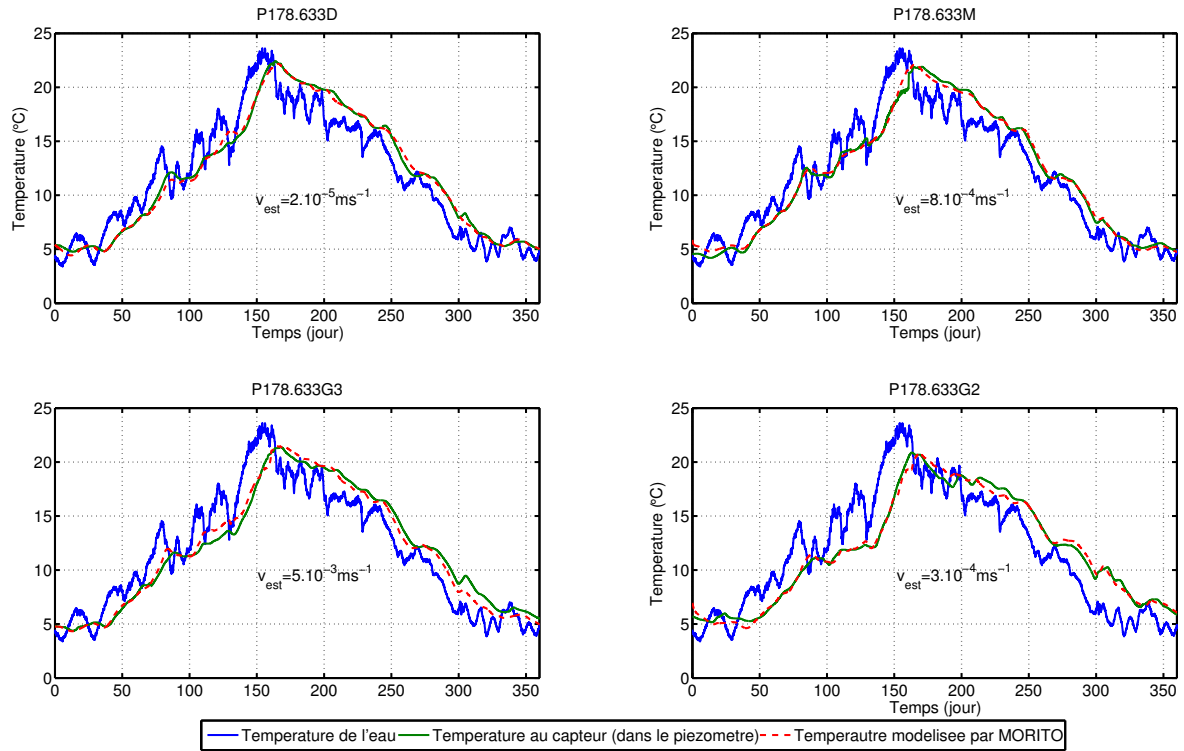 P178.633D
25
20
15
10
5
0
Temperature (°C)
v_est=2.10⁻⁵ms⁻¹
0 50 100 150 200 250 300 350
Temps (jour)
P178.633M
25
20
15
10
5
0
Temperature (°C)
v_est=8.10⁻⁴ms⁻¹
0 50 100 150 200 250 300 350
Temps (jour)
P178.633G3
25
20
15
10
5
0
v_est=5.10⁻³ms⁻¹
0 50 100 150 200 250 300 350
P178.633G2
25
20
15
10
5
0
Temperature (°C)
v_est=3.10⁻⁴ms⁻¹
0 50 100 150 200 250 300 350
Temps (jour)
Temperature de l'eau Temperature au capteur (dans le piezometre) Temperautre modelisee par MORITO